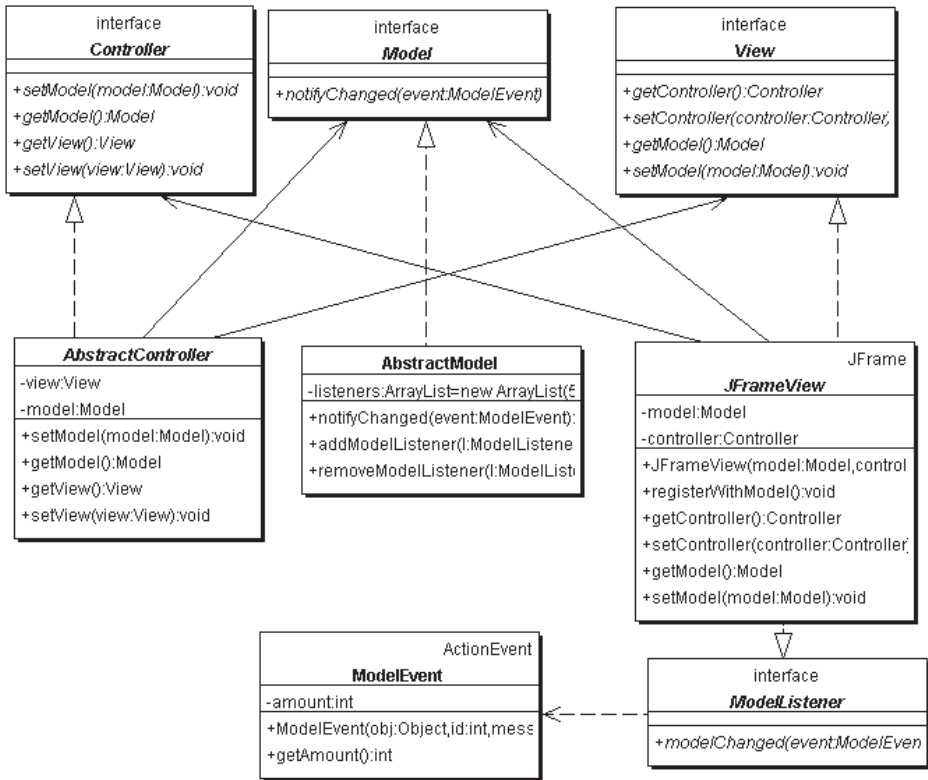 interface
Controller
+setModel(model:Model):void
+getModel():Model
+getView():View
+setView(view:View):void
interface
Model
+notifyChanged(event:ModelEvent)
interface
View
+getController():Controller
+setController(controller:Controller)
+getModel():Model
+setModel(model:Model):void
AbstractController
-view:View
-model:Model
+setModel(model:Model):void
+getModel():Model
+getView():View
+setView(view:View):void
AbstractModel
-listeners:ArrayList=new ArrayList(5
+notifyChanged(event:ModelEvent):
+addModelListener(l:ModelListene
+removeModelListener(l:ModelListe
JFrame
JFrameView
-model:Model
-controller:Controller
+JFrameView(model:Model,control
+registerWithModel():void
+getController():Controller
+setController(controller:Controller)
+getModel():Model
+setModel(model:Model):void
ActionEvent
ModelEvent
-amount:int
+ModelEvent(obj:Object,id:int,mess
+getAmount():int
interface
ModelListener
+modelChanged(event:ModelEven